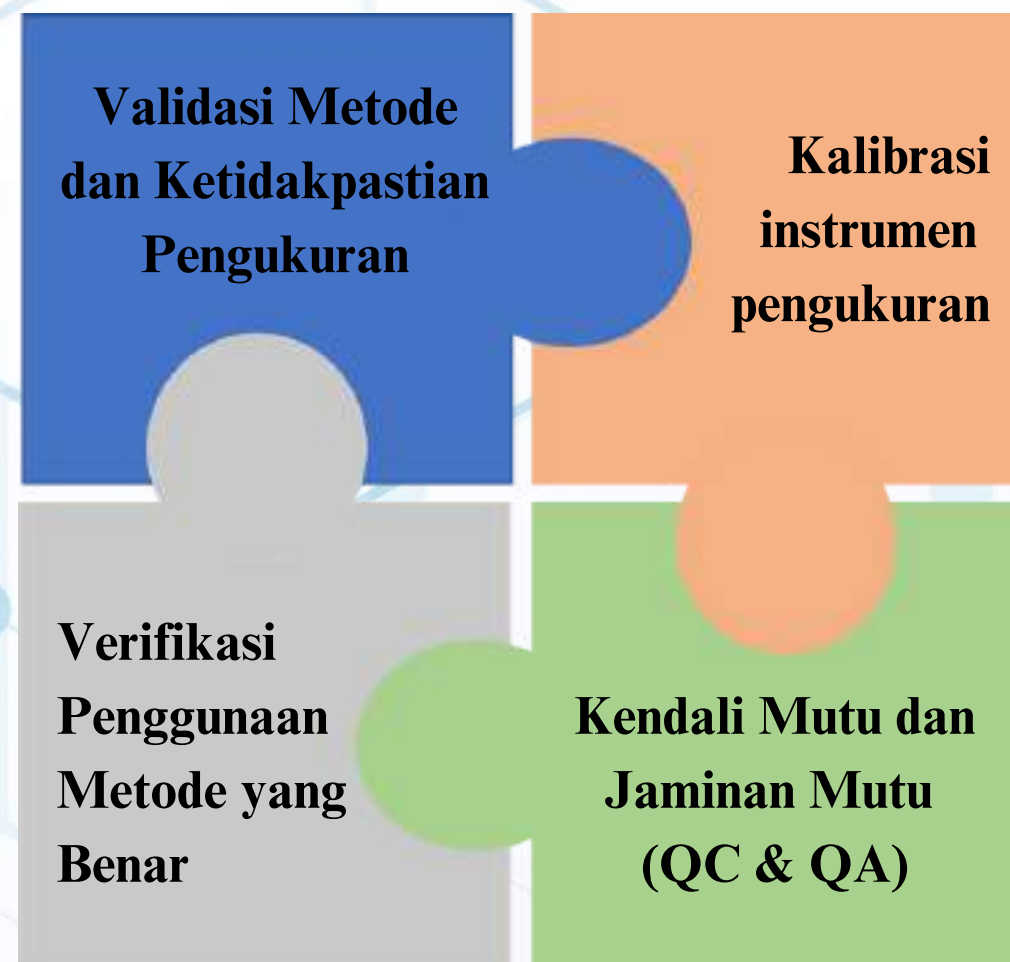 Validasi Metode
dan Ketidakpastian
Pengukuran
Kalibrasi
instrumen
pengukuran
Verifikasi
Penggunaan
Metode yang
Benar
Kendali Mutu dan
Jaminan Mutu
(QC & QA)